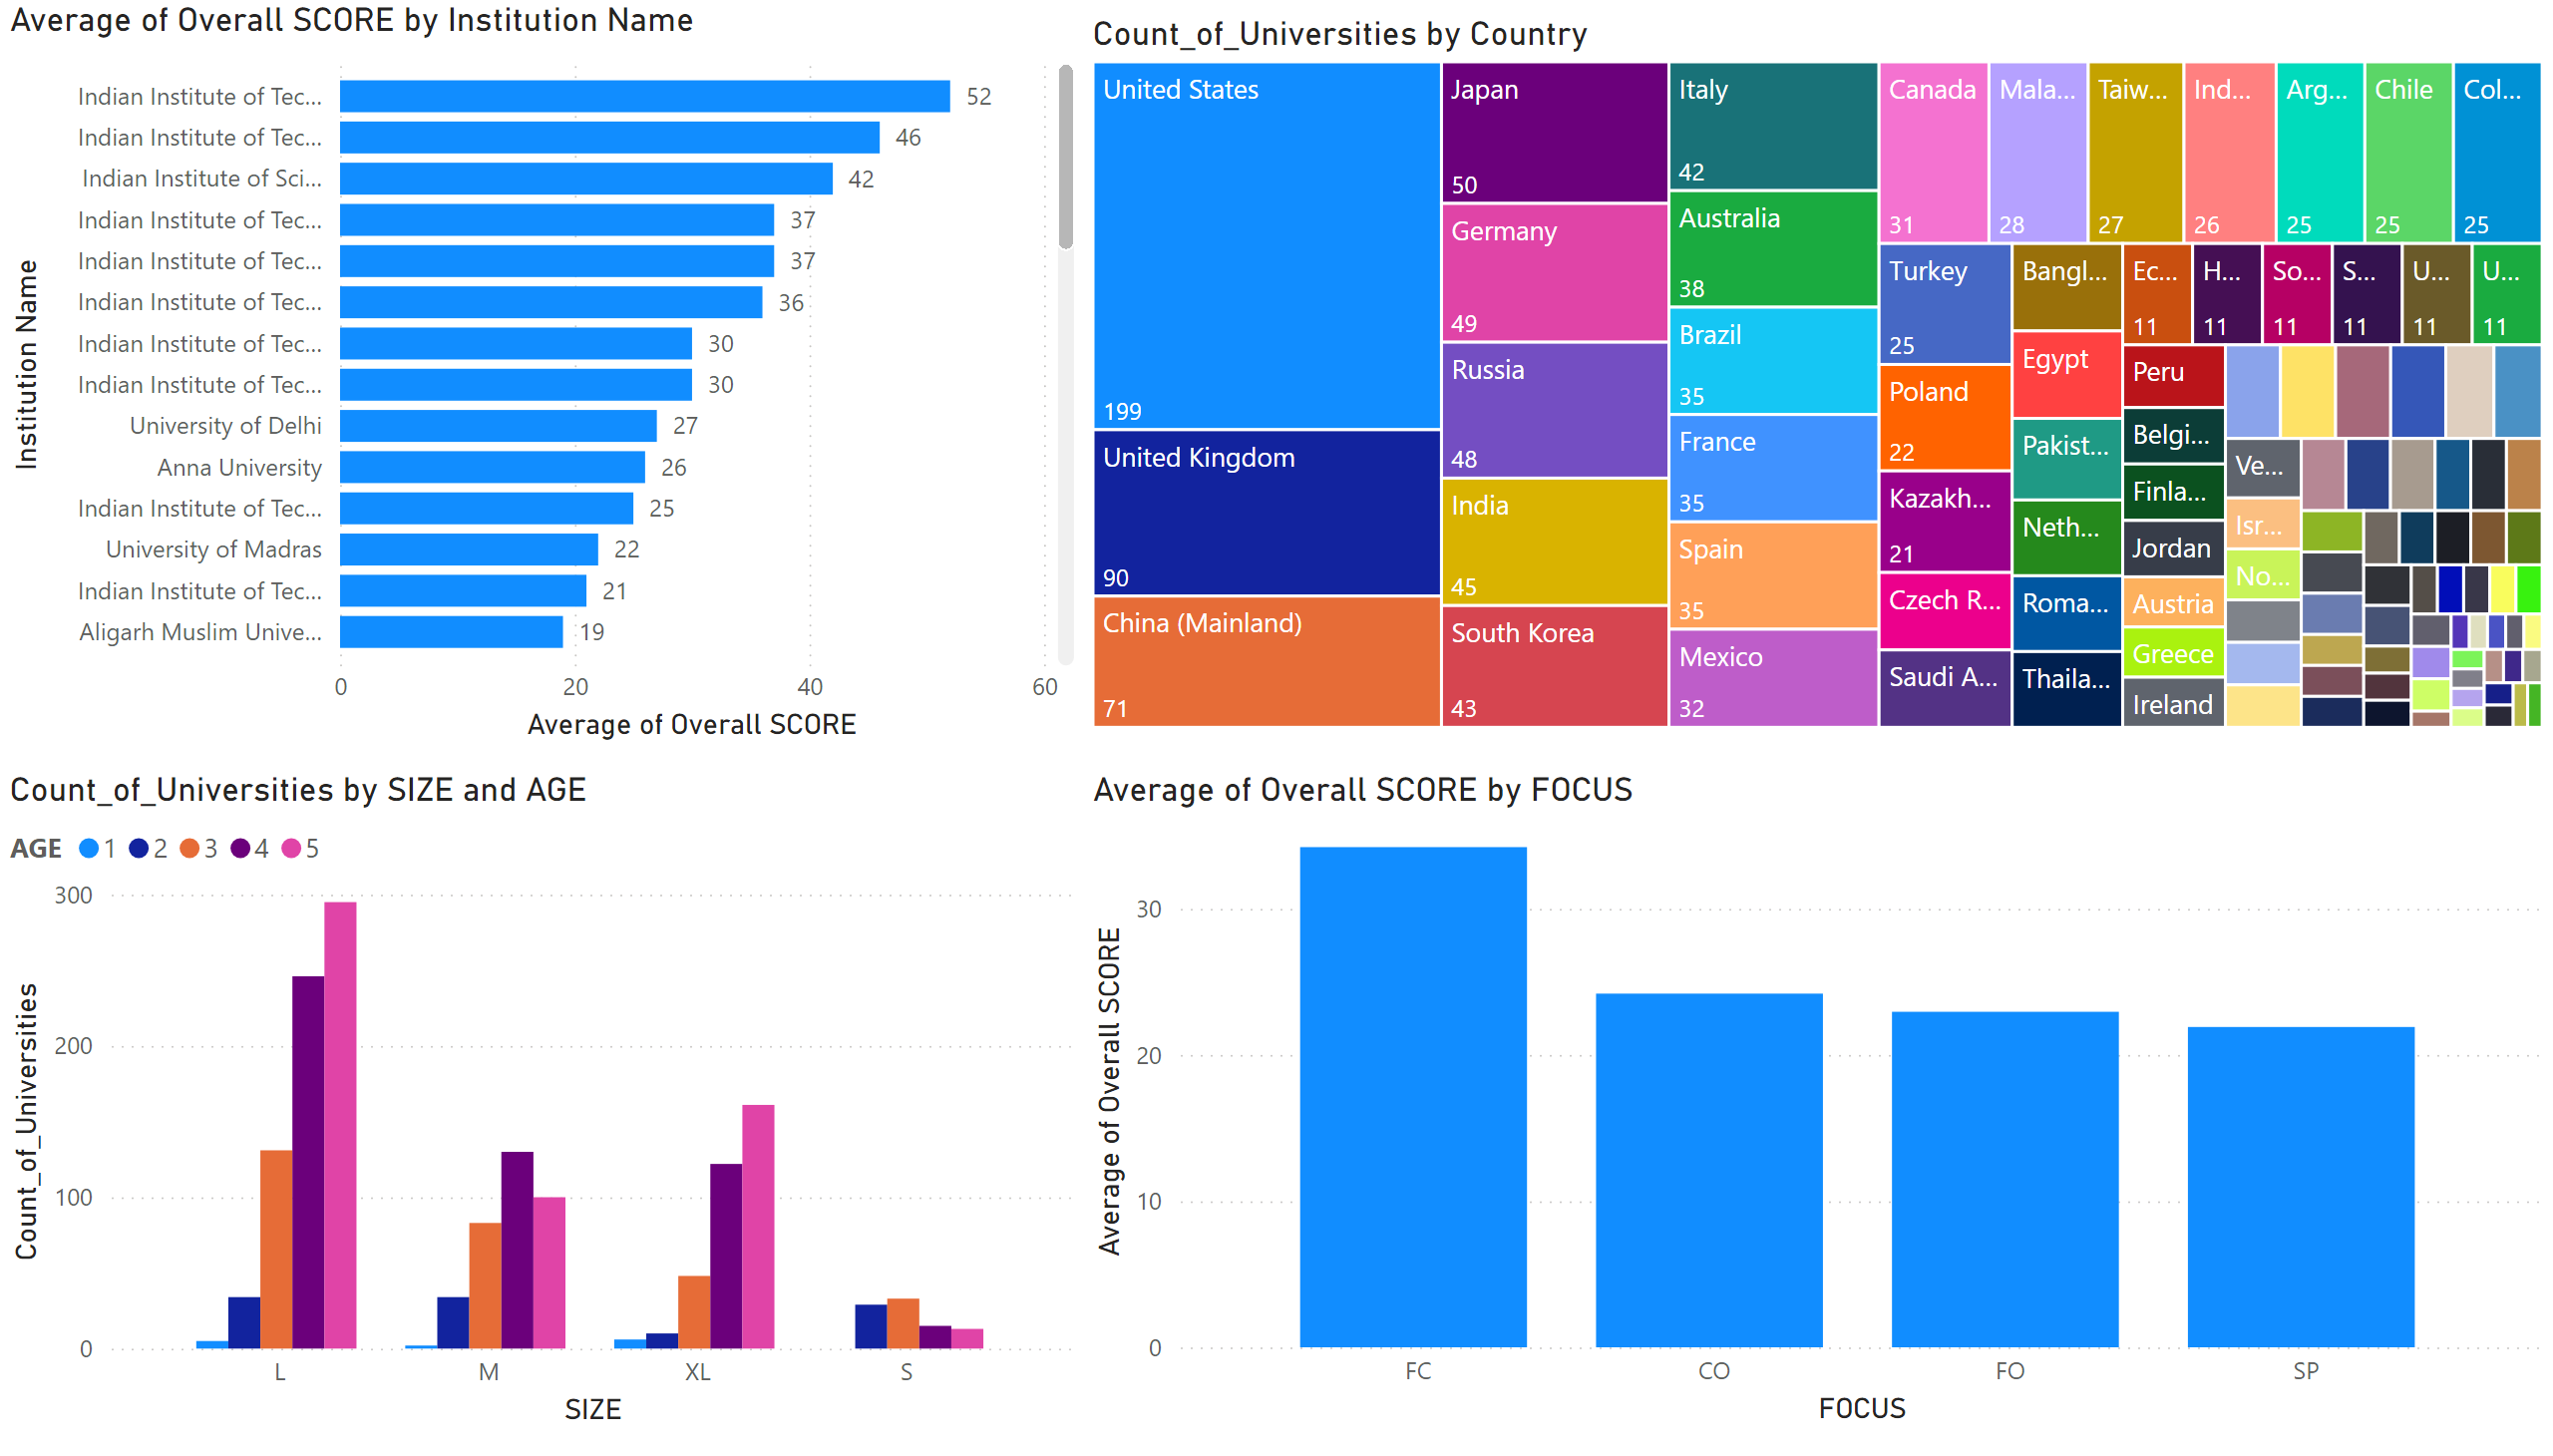 Average of Overall SCORE by Institution Name
Institution Name
Indian Institute of Tec... 52
Indian Institute of Tec... 46
Indian Institute of Sci... 42
Indian Institute of Tec... 37
Indian Institute of Tec... 37
Indian Institute of Tec... 36
Indian Institute of Tec... 30
Indian Institute of Tec... 30
University of Delhi 27
Anna University 26
Indian Institute of Tec... 25
University of Madras 22
Indian Institute of Tec... 21
Aligarh Muslim Unive... 19
0 20 40 60
Average of Overall SCORE
Count_of_Universities by Country
United States
199
United Kingdom
90
China (Mainland)
71
Japan
50
Germany
49
Russia
48
India
45
South Korea
43
Italy
42
Australia
38
Brazil
35
France
35
Spain
35
Mexico
32
Canada
31
Mala...
28
Taiw...
27
Ind...
26
Arg...
25
Chile
25
Col...
25
Turkey
25
Poland
22
Kazakh...
21
Czech R...
Saudi A...
Bangl...
Egypt
Pakist...
Neth...
Roma...
Thaila...
Ec...
11
H...
11
So...
11
S...
11
U...
11
U...
11
Peru
Belgi...
Finla...
Jordan
Austria
Greece
Ireland
Ve...
Isr...
No...
Count_of_Universities by SIZE and AGE
AGE 1 2 3 4 5
Count_of_Universities
300
200
100
0
L M XL S
SIZE
Average of Overall SCORE by FOCUS
Average of Overall SCORE
30
20
10
0
FC CO FO SP
FOCUS